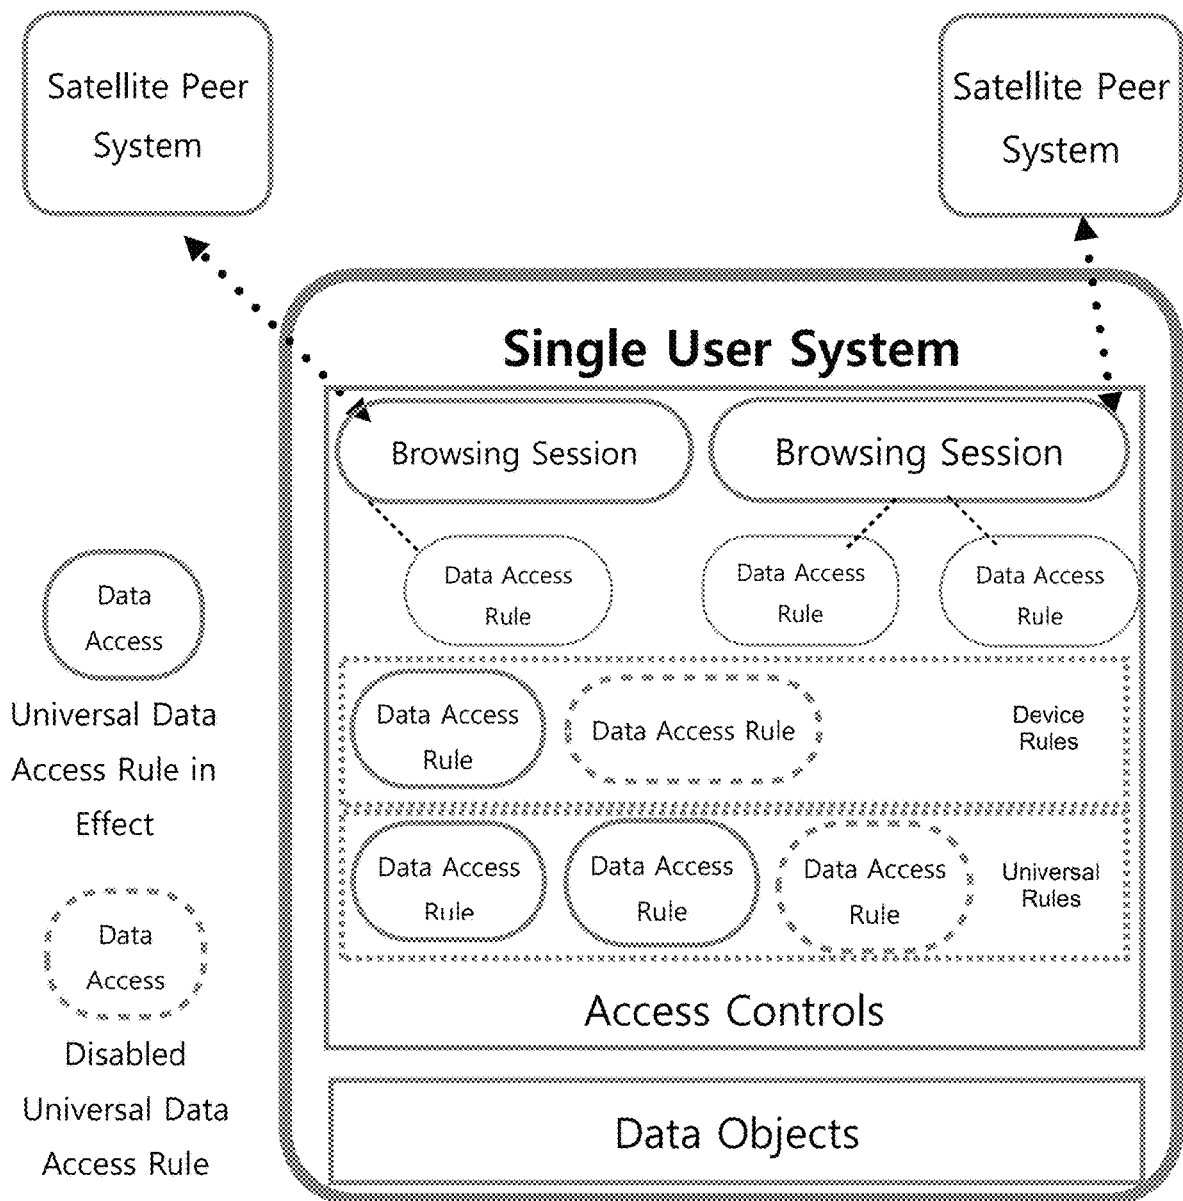 Satellite Peer
System
Satellite Peer
System
Single User System
Browsing Session
Browsing Session
Data Access
Rule
Data Access
Rule
Data Access
Rule
Data Access
Rule
Data Access Rule
Device
Rules
Data Access
Rule
Data Access
Rule
Data Access
Rule
Universal
Rules
Access Controls
Data Objects
Data
Access
Universal Data
Access Rule in
Effect
Data
Access
Disabled
Universal Data
Access Rule